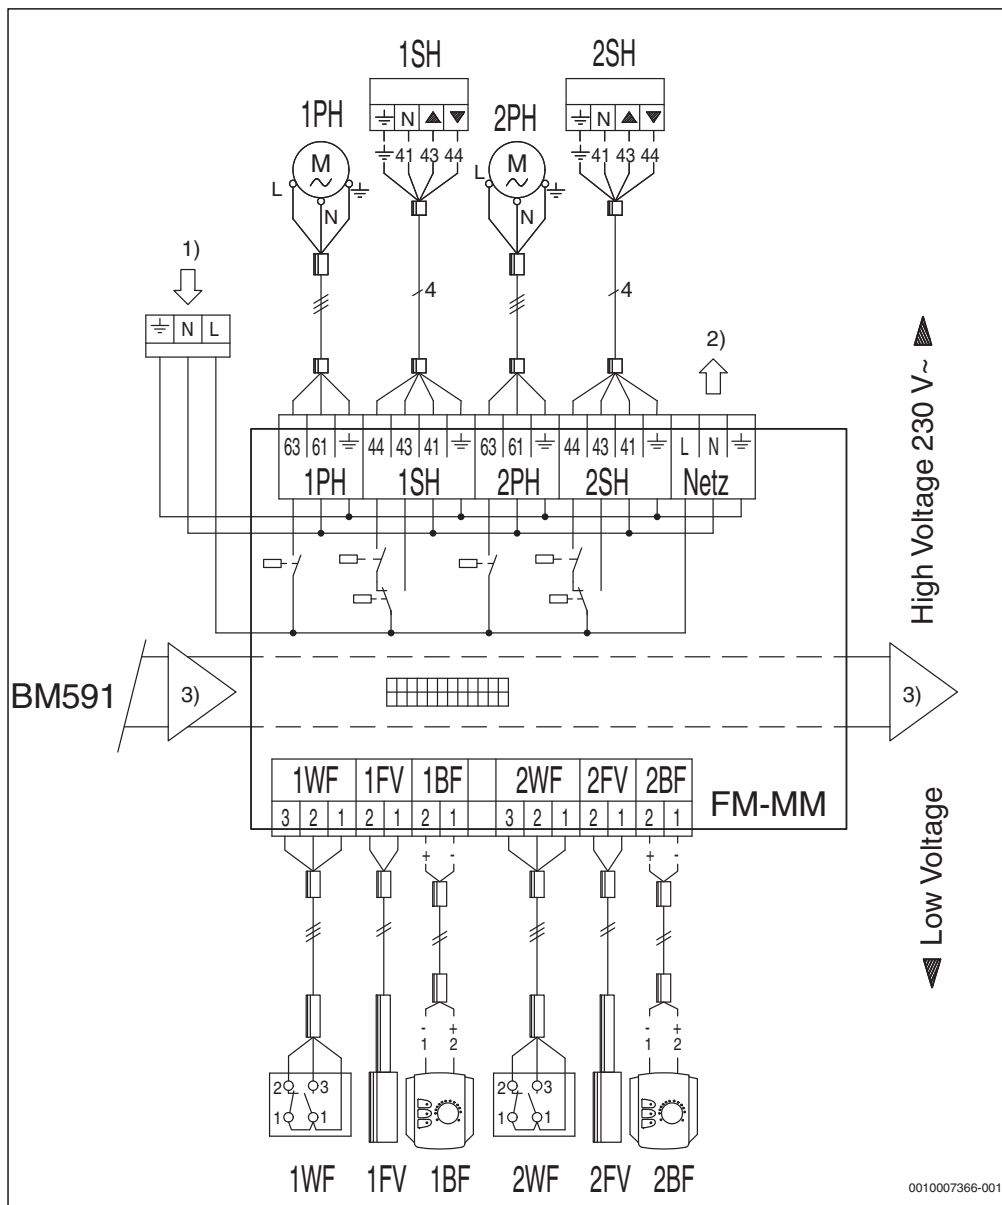 1SH 2SH
1PH 2PH
N N
M M
41 43 44 41 43 44
L L
N N
1)
4 4
N L
2)
63 61 44 43 41 63 61 44 43 41 L N
1PH 1SH 2PH 2SH Netz
High Voltage 230 V~
BM591
3) 3)
1WF 1FV 1BF 2WF 2FV 2BF
FM-MM
3 2 1 2 1 2 1 3 2 1 2 1 2 1
+ - + -
Low Voltage
- + - +
1 2 1 2
2 3 2 3
1 1 1 1
1WF 1FV 1BF 2WF 2FV 2BF
0010007366-001